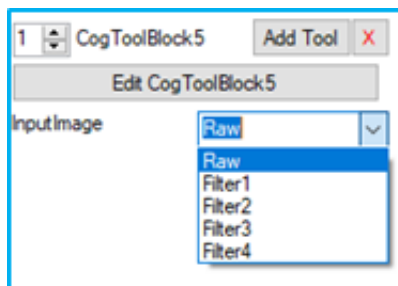 1 CogToolBlock5 Add Tool X
Edit CogToolBlock5
InputImage Raw
Raw
Filter1
Filter2
Filter3
Filter4